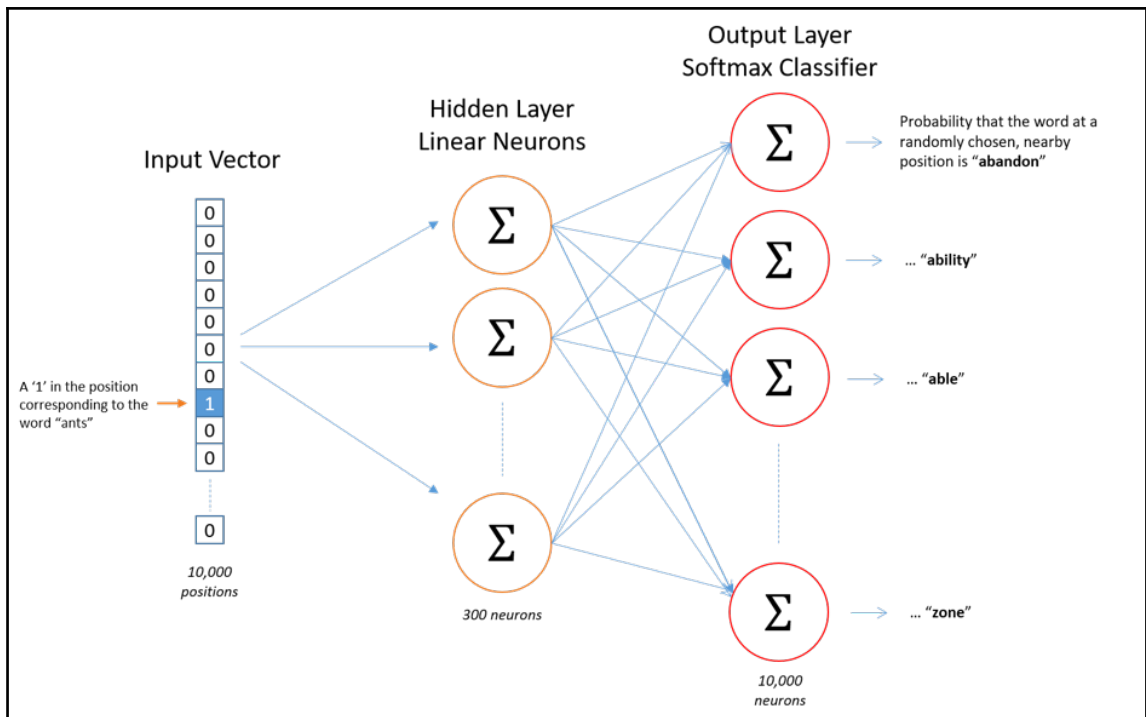 Output Layer
Softmax Classifier
Hidden Layer
Linear Neurons
Input Vector
0
0
0
0
0
0
0
1
0
0
0
A ‘1’ in the position
corresponding to the
word “ants”
10,000
positions
Σ
Σ
Σ
300 neurons
Σ
Σ
Σ
Σ
10,000
neurons
Probability that the word at a
randomly chosen, nearby
position is “abandon”
... “ability”
... “able”
... “zone”